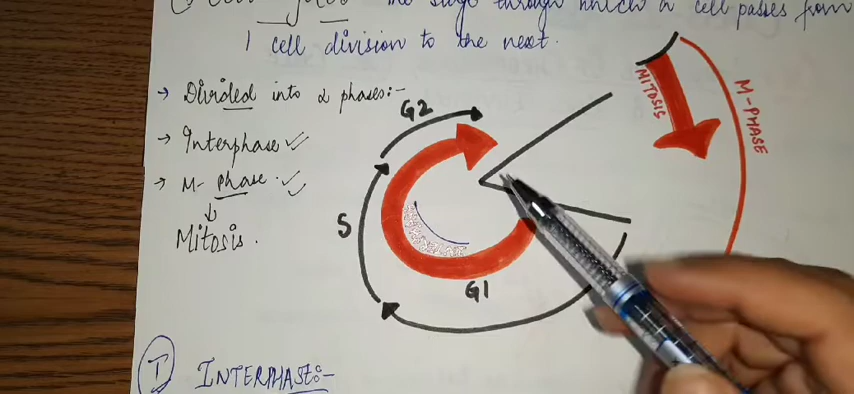 the stage through which a cell passes from
1 cell division to the next.
→ Divided into 2 phases:-
→ Interphase ✓
→ M- phase. ✓
↓
Mitosis.
G2
S
G1
MITOSIS
M-PHASE
I INTERPHASE:-